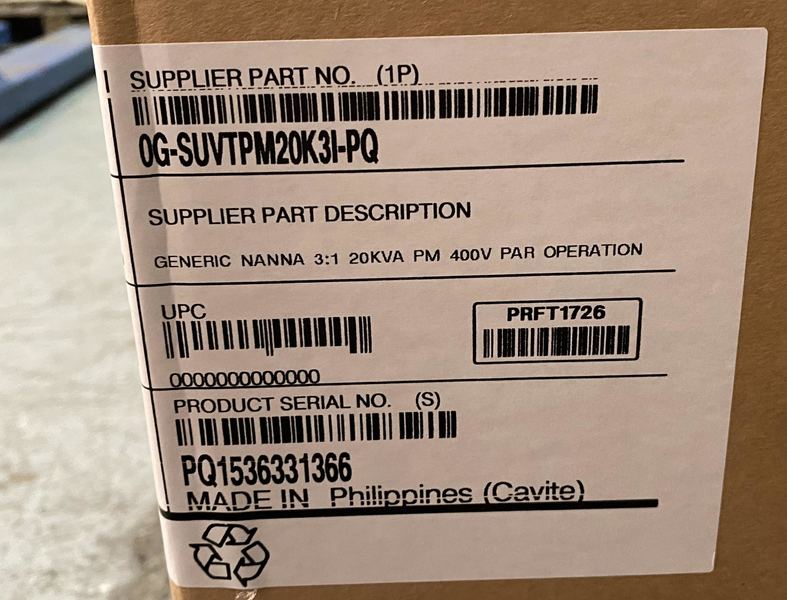 SUPPLIER PART NO. (1P)
0G-SUVTPM20K3I-PQ
SUPPLIER PART DESCRIPTION
GENERIC NANNA 3:1 20KVA PM 400V PAR OPERATION
UPC
PRFT1726
0000000000000
PRODUCT SERIAL NO. (S)
PQ1536331366
MADE IN Philippines (Cavite)